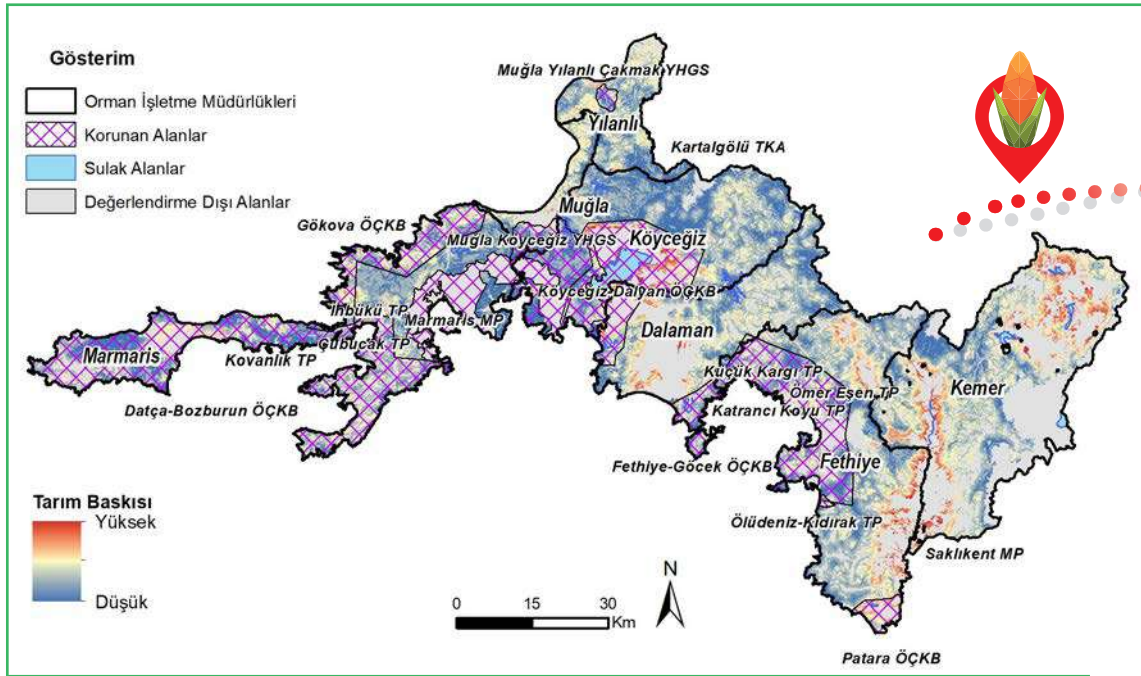 Gösterim
Orman İşletme Müdürlükleri
Korunan Alanlar
Sulak Alanlar
Değerlendirme Dışı Alanlar
Muğla Yılanlı Çakmak YHGS
Yılanlı
Kartalgölü TKA
Muğla
Gökova ÖÇKB
Muğla Köyceğiz YHGS
Köyceğiz
Köyceğiz Dalyan ÖÇKB
İnbükü TP
Marmaris MP
Çubucak TP
Dalaman
Marmaris
Kovanlık TP
Küçük Kargı TP
Kemer
Ömer Eşen TP
Datça-Bozburun ÖÇKB
Katrancı Koyu TP
Fethiye-Göcek ÖÇKB
Fethiye
Ölüdeniz-Kıdırak TP
Saklıkent MP
Patara ÖÇKB
Tarım Baskısı
Yüksek
Düşük
N
0 15 30
Km